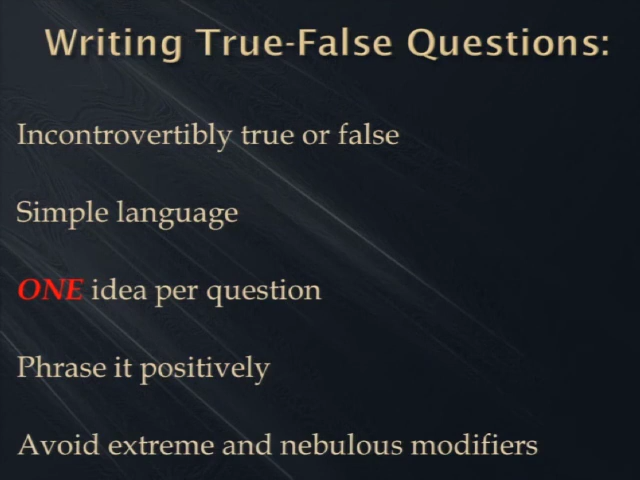 Writing True-False Questions:
Incontrovertibly true or false
Simple language
ONE idea per question
Phrase it positively
Avoid extreme and nebulous modifiers